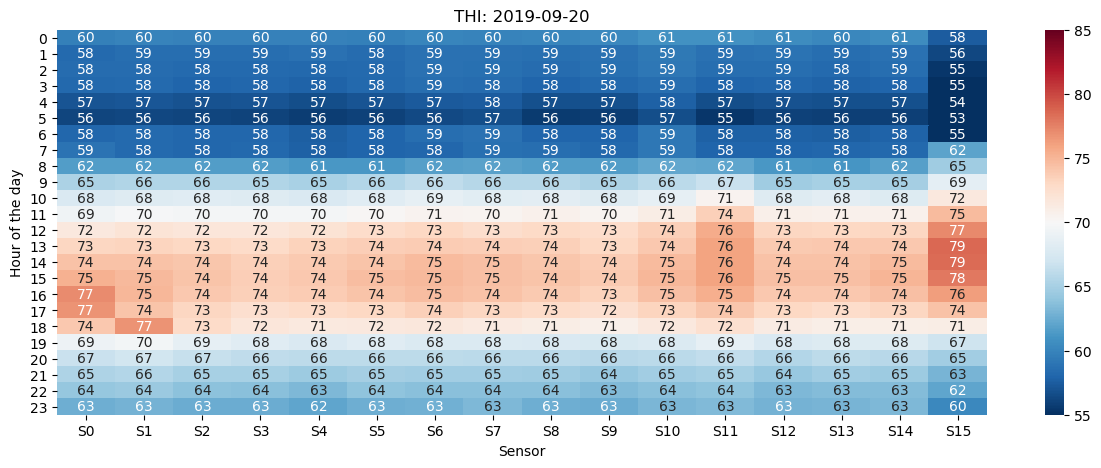 THI: 2019-09-20
Hour of the day
0 60 60 60 60 60 60 60 60 60 60 61 61 61 60 61 58
1 58 59 59 59 58 58 59 59 59 59 59 59 59 59 59 56
2 58 58 58 58 58 58 59 59 58 58 59 59 59 58 59 55
3 58 58 58 58 58 58 58 58 58 58 59 58 58 58 58 55
4 57 57 57 57 57 57 57 58 57 57 58 57 57 57 57 54
5 56 56 56 56 56 56 56 57 56 56 57 55 56 56 56 53
6 58 58 58 58 58 58 59 59 58 58 59 58 58 58 58 55
7 59 58 58 58 58 58 59 59 58 58 59 58 58 58 58 62
8 62 62 62 62 61 61 62 62 62 62 62 62 61 61 62 65
9 65 66 66 65 65 66 66 66 66 65 66 67 65 65 65 69
10 68 68 68 68 68 68 69 68 68 68 69 71 68 68 68 72
11 69 70 70 70 70 70 71 70 71 70 71 74 71 71 71 75
12 72 72 72 72 72 73 73 73 73 73 74 76 73 73 73 77
13 73 73 73 73 73 74 74 74 74 73 74 76 74 74 74 79
14 74 74 74 74 74 74 75 75 74 74 75 76 74 74 75 79
15 75 75 74 74 74 75 75 75 74 74 75 76 75 75 75 78
16 77 75 74 74 74 74 75 74 74 73 75 75 74 74 74 76
17 77 74 73 73 73 73 74 73 73 72 73 74 73 73 73 74
18 74 77 73 72 71 72 72 71 71 71 72 72 71 71 71 71
19 69 70 69 68 68 68 68 68 68 68 68 69 68 68 68 67
20 67 67 67 66 66 66 66 66 66 66 66 66 66 66 66 65
21 65 66 65 65 65 65 65 65 65 64 65 65 64 65 65 63
22 64 64 64 64 63 64 64 64 64 63 64 64 63 63 63 62
23 63 63 63 63 62 63 63 63 63 63 63 63 63 63 63 60
S0 S1 S2 S3 S4 S5 S6 S7 S8 S9 S10 S11 S12 S13 S14 S15
Sensor
85
80
75
70
65
60
55